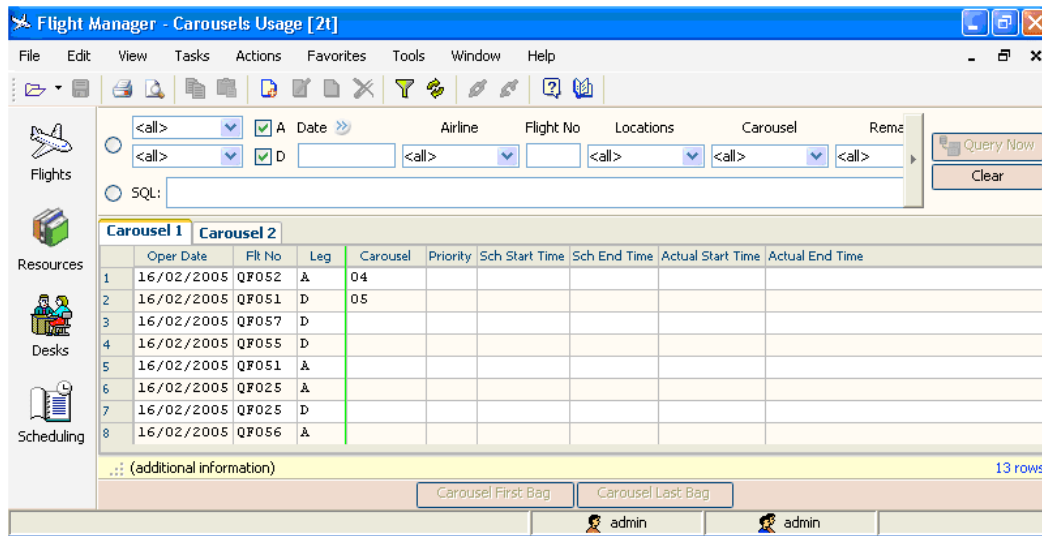 Flight Manager - Carousels Usage [2t]
File Edit View Tasks Actions Favorites Tools Window Help
<all> A Date Airline Flight No Locations Carousel Rema
<all> D <all> <all> <all> <all>
Query Now
Clear
SQL:
Flights
Resources
Desks
Scheduling
Carousel 1 Carousel 2
Oper Date Flt No Leg Carousel Priority Sch Start Time Sch End Time Actual Start Time Actual End Time
1 16/02/2005 QF052 A 04
2 16/02/2005 QF051 D 05
3 16/02/2005 QF057 D
4 16/02/2005 QF055 D
5 16/02/2005 QF051 A
6 16/02/2005 QF025 A
7 16/02/2005 QF025 D
8 16/02/2005 QF056 A
(additional information) 13 rows
Carousel First Bag Carousel Last Bag
admin admin